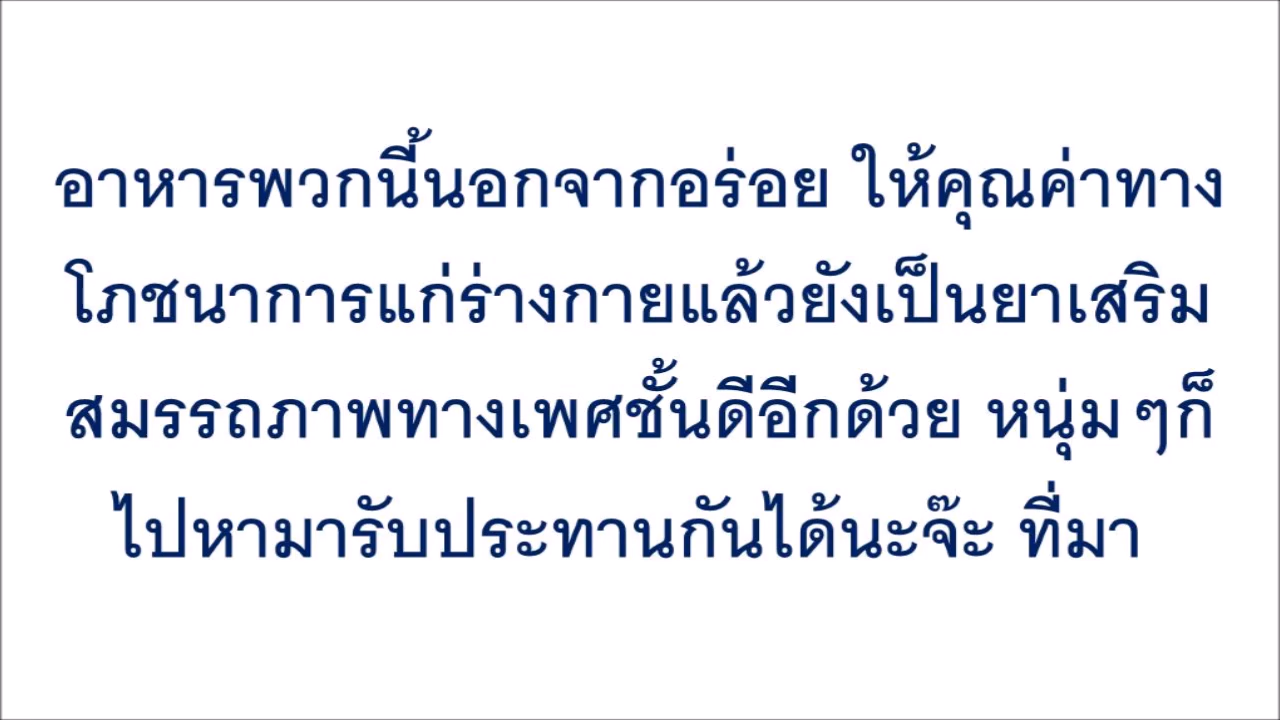 อาหารพวกนี้นอกจากอร่อย ให้คุณค่าทาง
โภชนาการแก่ร่างกายแล้วยังเป็นยาเสริม
สมรรถภาพทางเพศชั้นดีอีกด้วย หนุ่มๆก็
ไปหามารับประทานกันได้นะจ๊ะ ที่มา